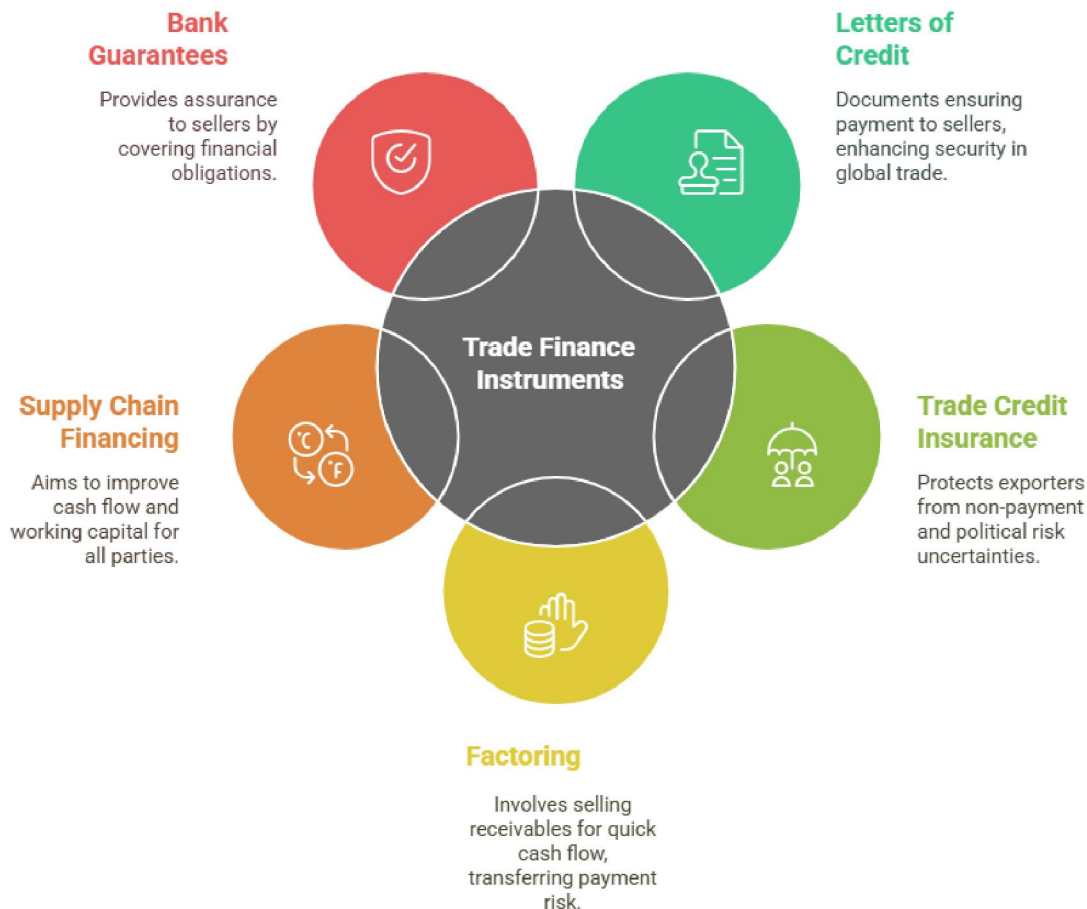 Bank
Guarantees
Provides assurance
to sellers by
covering financial
obligations.
Letters of
Credit
Documents ensuring
payment to sellers,
enhancing security in
global trade.
Trade Finance
Instruments
Supply Chain
Financing
Aims to improve
cash flow and
working capital for
all parties.
°C
°F
Trade Credit
Insurance
Protects exporters
from non-payment
and political risk
uncertainties.
Factoring
Involves selling
receivables for quick
cash flow,
transferring payment
risk.